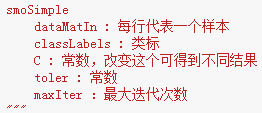 smoSimple
dataMatIn : 每行代表一个样本
classLabels : 类标
C : 常数，改变这个可得到不同结果
toler : 常数
maxIter : 最大迭代次数
"""